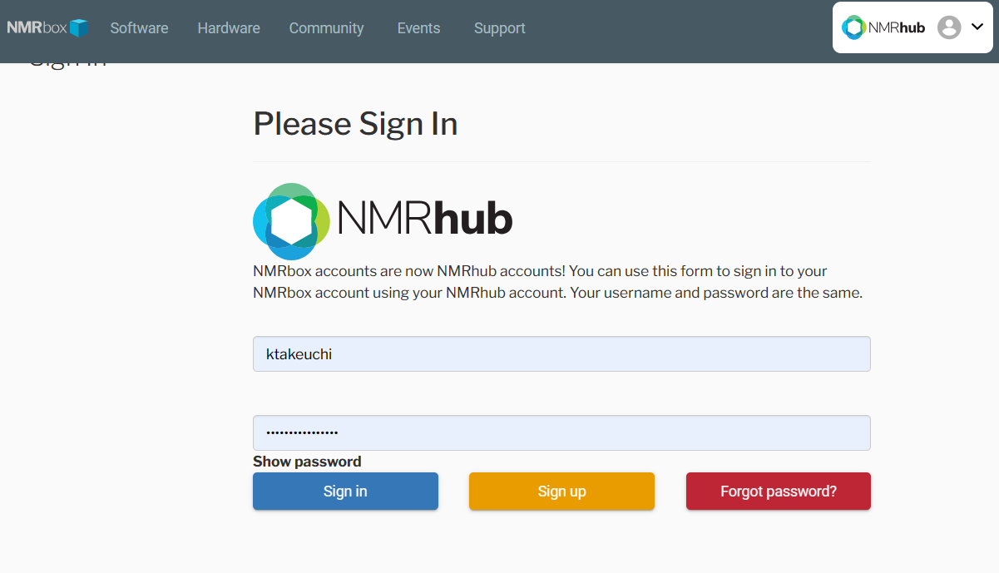 NMRbox Software Hardware Community Events Support NMRhub
Sign In
Please Sign In
NMRhub
NMRbox accounts are now NMRhub accounts! You can use this form to sign in to your
NMRbox account using your NMRhub account. Your username and password are the same.
ktakeuchi
••••••••••••••••
Show password
Sign in Sign up Forgot password?